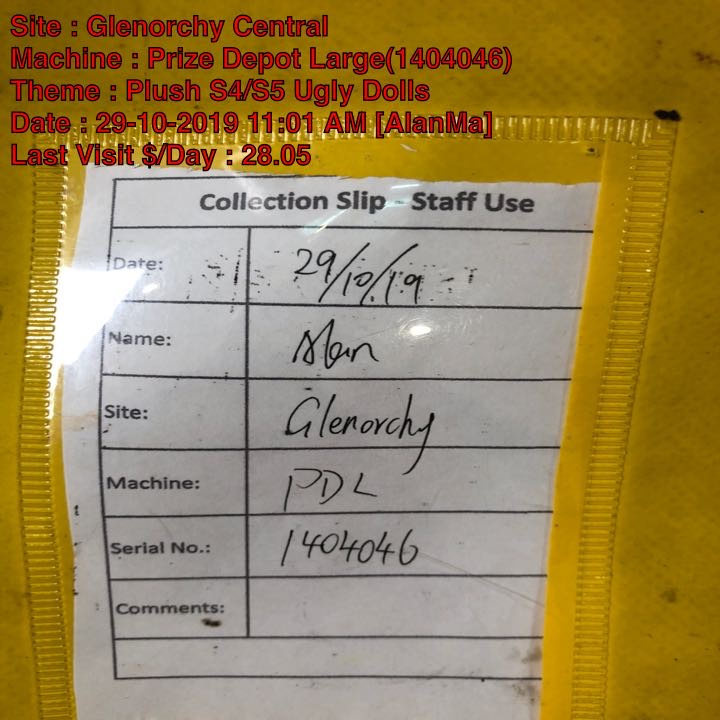 Site : Glenorchy Central
Machine : Prize Depot Large(1404046)
Theme : Plush S4/S5 Ugly Dolls
Date : 29-10-2019 11:01 AM [AlanMa]
Last Visit $/Day : 28.05
Collection Slip - Staff Use
Date: 29/10/19
Name: Alan
Site: Glenorchy
Machine: PDL
Serial No.: 1404046
Comments: